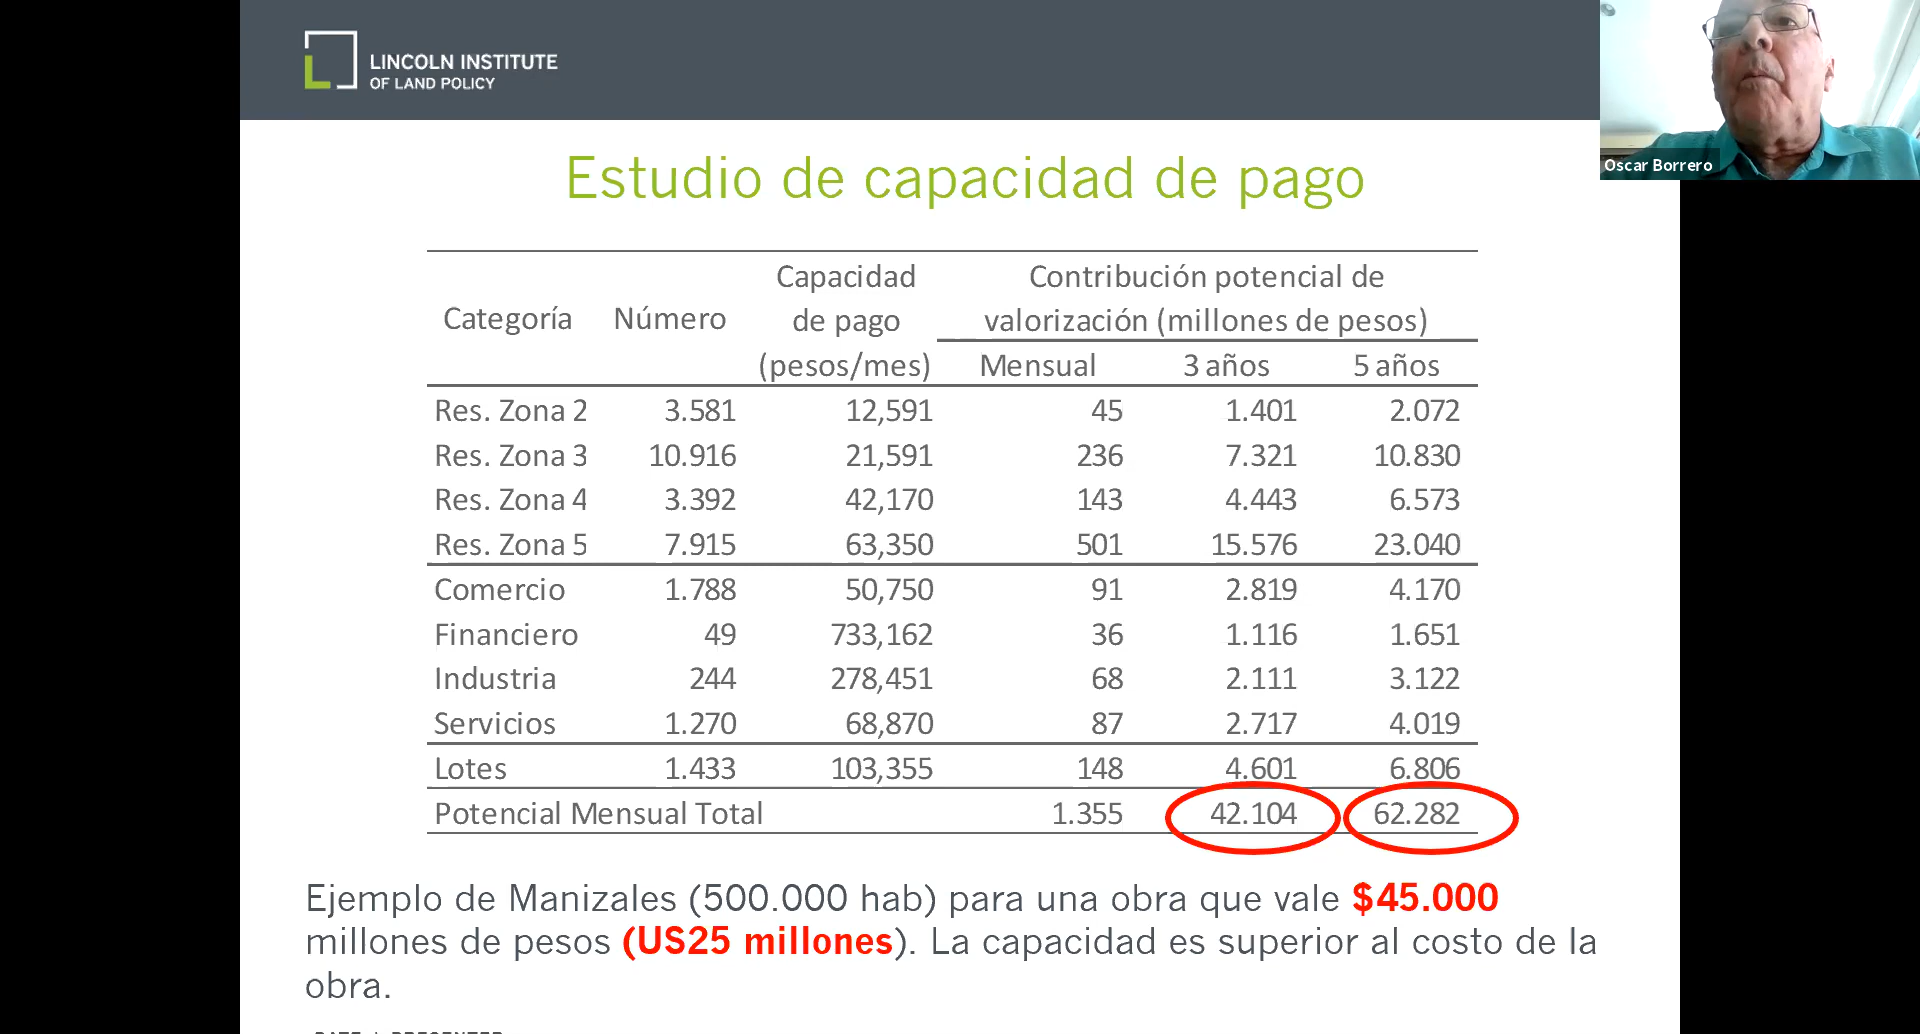 LINCOLN INSTITUTE
OF LAND POLICY
Oscar Borrero
Estudio de capacidad de pago
Categoría Número Capacidad de pago (pesos/mes) Contribución potencial de valorización (millones de pesos)
Mensual 3 años 5 años
Res. Zona 2 3.581 12,591 45 1.401 2.072
Res. Zona 3 10.916 21,591 236 7.321 10.830
Res. Zona 4 3.392 42,170 143 4.443 6.573
Res. Zona 5 7.915 63,350 501 15.576 23.040
Comercio 1.788 50,750 91 2.819 4.170
Financiero 49 733,162 36 1.116 1.651
Industria 244 278,451 68 2.111 3.122
Servicios 1.270 68,870 87 2.717 4.019
Lotes 1.433 103,355 148 4.601 6.806
Potencial Mensual Total 1.355 42.104 62.282
Ejemplo de Manizales (500.000 hab) para una obra que vale $45.000
millones de pesos (US25 millones). La capacidad es superior al costo de la
obra.